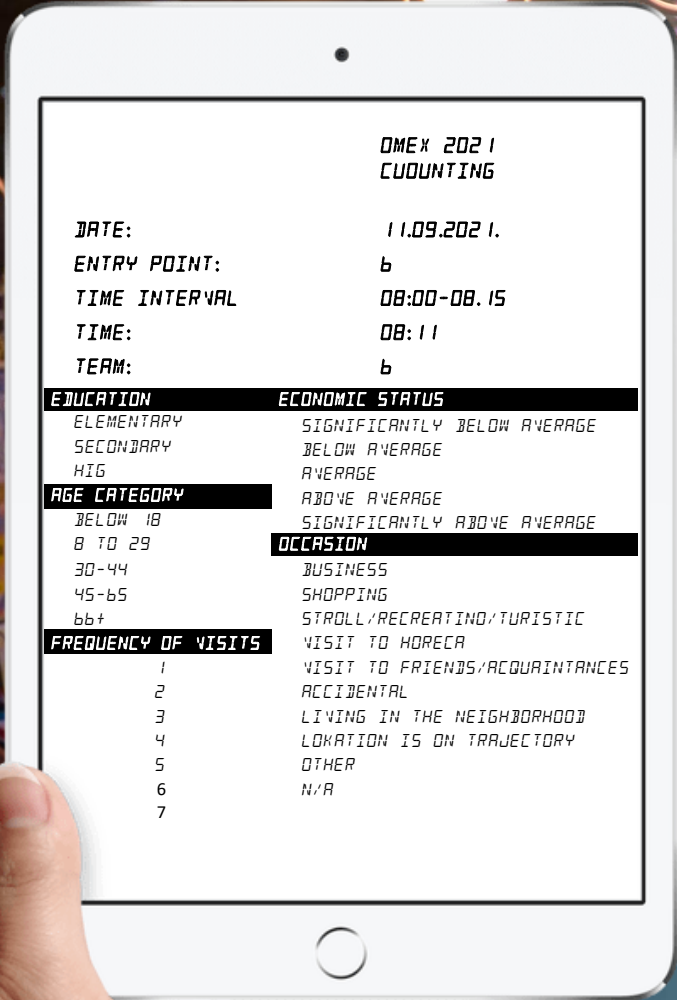 OMEX 2021
CUOUNTING
DATE: 11.09.2021.
ENTRY POINT: 6
TIME INTERVAL 08:00-08.15
TIME: 08:11
TEAM: 6
EDUCATION
ELEMENTARY
SECONDARY
HIG
AGE CATEGORY
BELOW 18
8 TO 29
30-44
45-65
66+
FREQUENCY OF VISITS
1
2
3
4
5
6
7
ECONOMIC STATUS
SIGNIFICANTLY BELOW AVERAGE
BELOW AVERAGE
AVERAGE
ABOVE AVERAGE
SIGNIFICANTLY ABOVE AVERAGE
OCCASION
BUSINESS
SHOPPING
STROLL/RECREATINO/TURISTIC
VISIT TO HORECA
VISIT TO FRIENDS/ACQUAINTANCES
ACCIDENTAL
LIVING IN THE NEIGHBORHOOD
LOKATION IS ON TRAJECTORY
OTHER
N/A